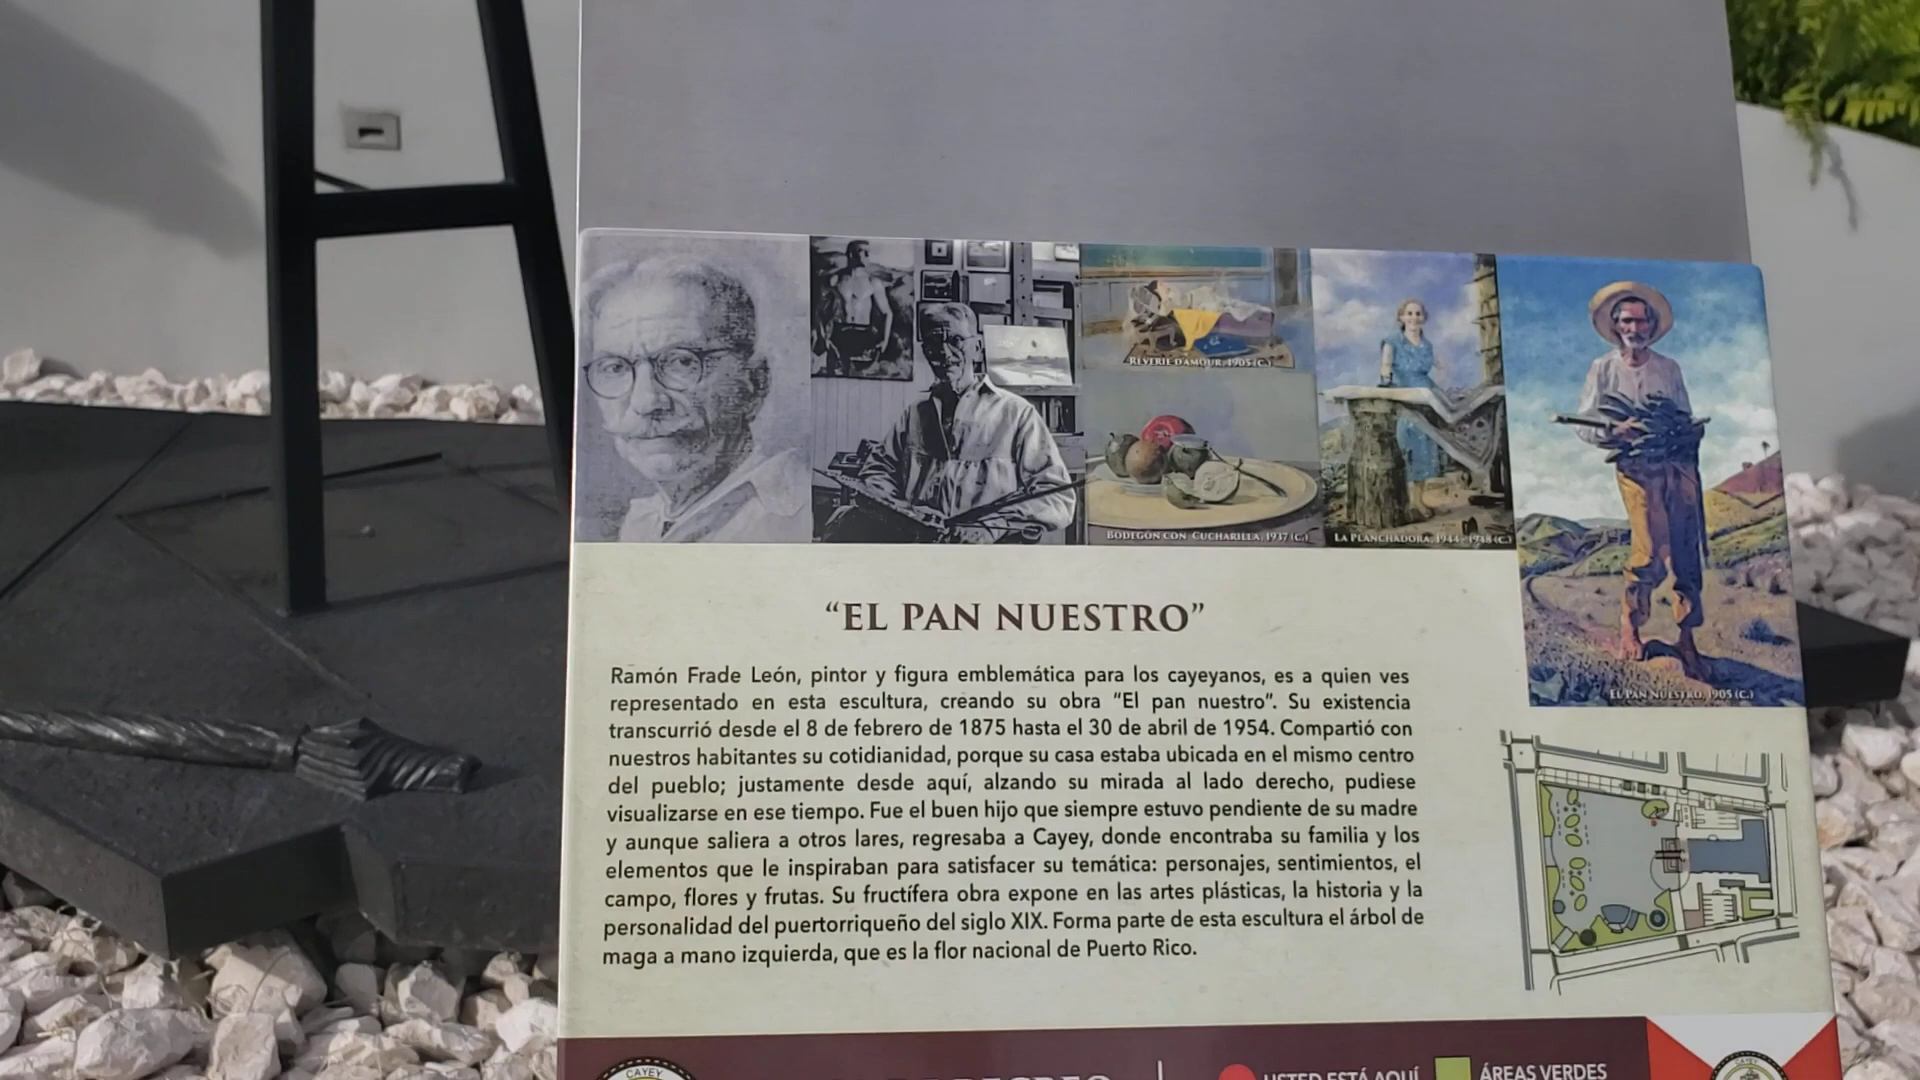 REVERIE D'AMOUR, 1905 (C.)
BODEGÓN CON CUCHARILLA, 1937 (C.)
LA PLANCHADORA, 1944 - 1948 (C.)
EL PAN NUESTRO, 1905 (C.)
“EL PAN NUESTRO”
Ramón Frade León, pintor y figura emblemática para los cayeyanos, es a quien ves
representado en esta escultura, creando su obra “El pan nuestro”. Su existencia
transcurrió desde el 8 de febrero de 1875 hasta el 30 de abril de 1954. Compartió con
nuestros habitantes su cotidianidad, porque su casa estaba ubicada en el mismo centro
del pueblo; justamente desde aquí, alzando su mirada al lado derecho, pudiese
visualizarse en ese tiempo. Fue el buen hijo que siempre estuvo pendiente de su madre
y aunque saliera a otros lares, regresaba a Cayey, donde encontraba su familia y los
elementos que le inspiraban para satisfacer su temática: personajes, sentimientos, el
campo, flores y frutas. Su fructífera obra expone en las artes plásticas, la historia y la
personalidad del puertorriqueño del siglo XIX. Forma parte de esta escultura el árbol de
maga a mano izquierda, que es la flor nacional de Puerto Rico.
CAYEY
USTED ESTÁ AQUÍ
ÁREAS VERDES
CAYEY